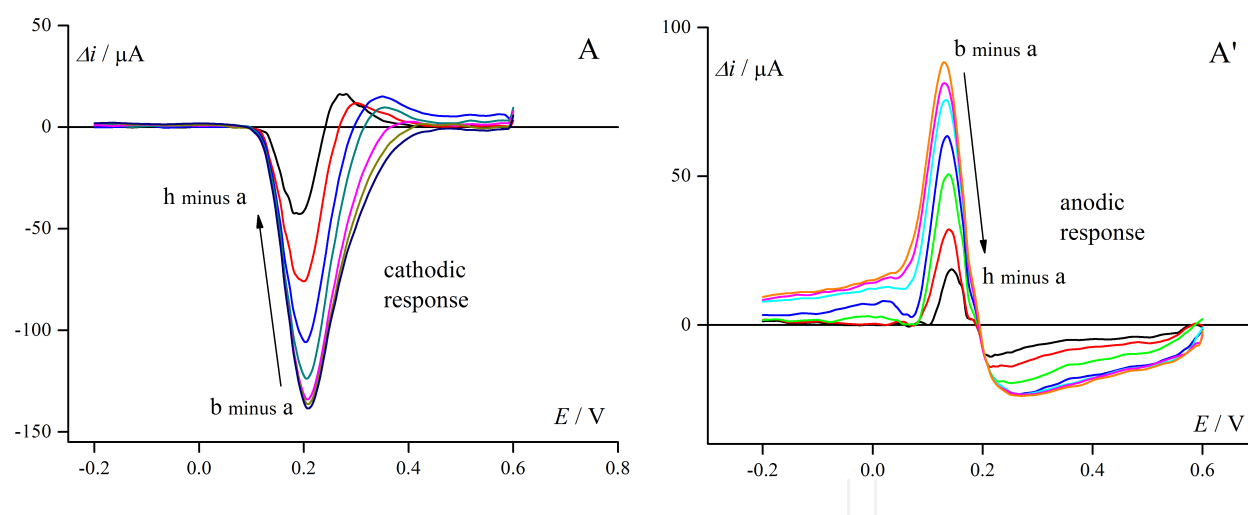 50
A
Δi / µA
0
h minus a
-50
cathodic
response
-100
b minus a
E / V
-150
-0.2 0.0 0.2 0.4 0.6 0.8
100
b minus a
A'
Δi / µA
50
anodic
response
h minus a
0
E / V
-0.2 0.0 0.2 0.4 0.6